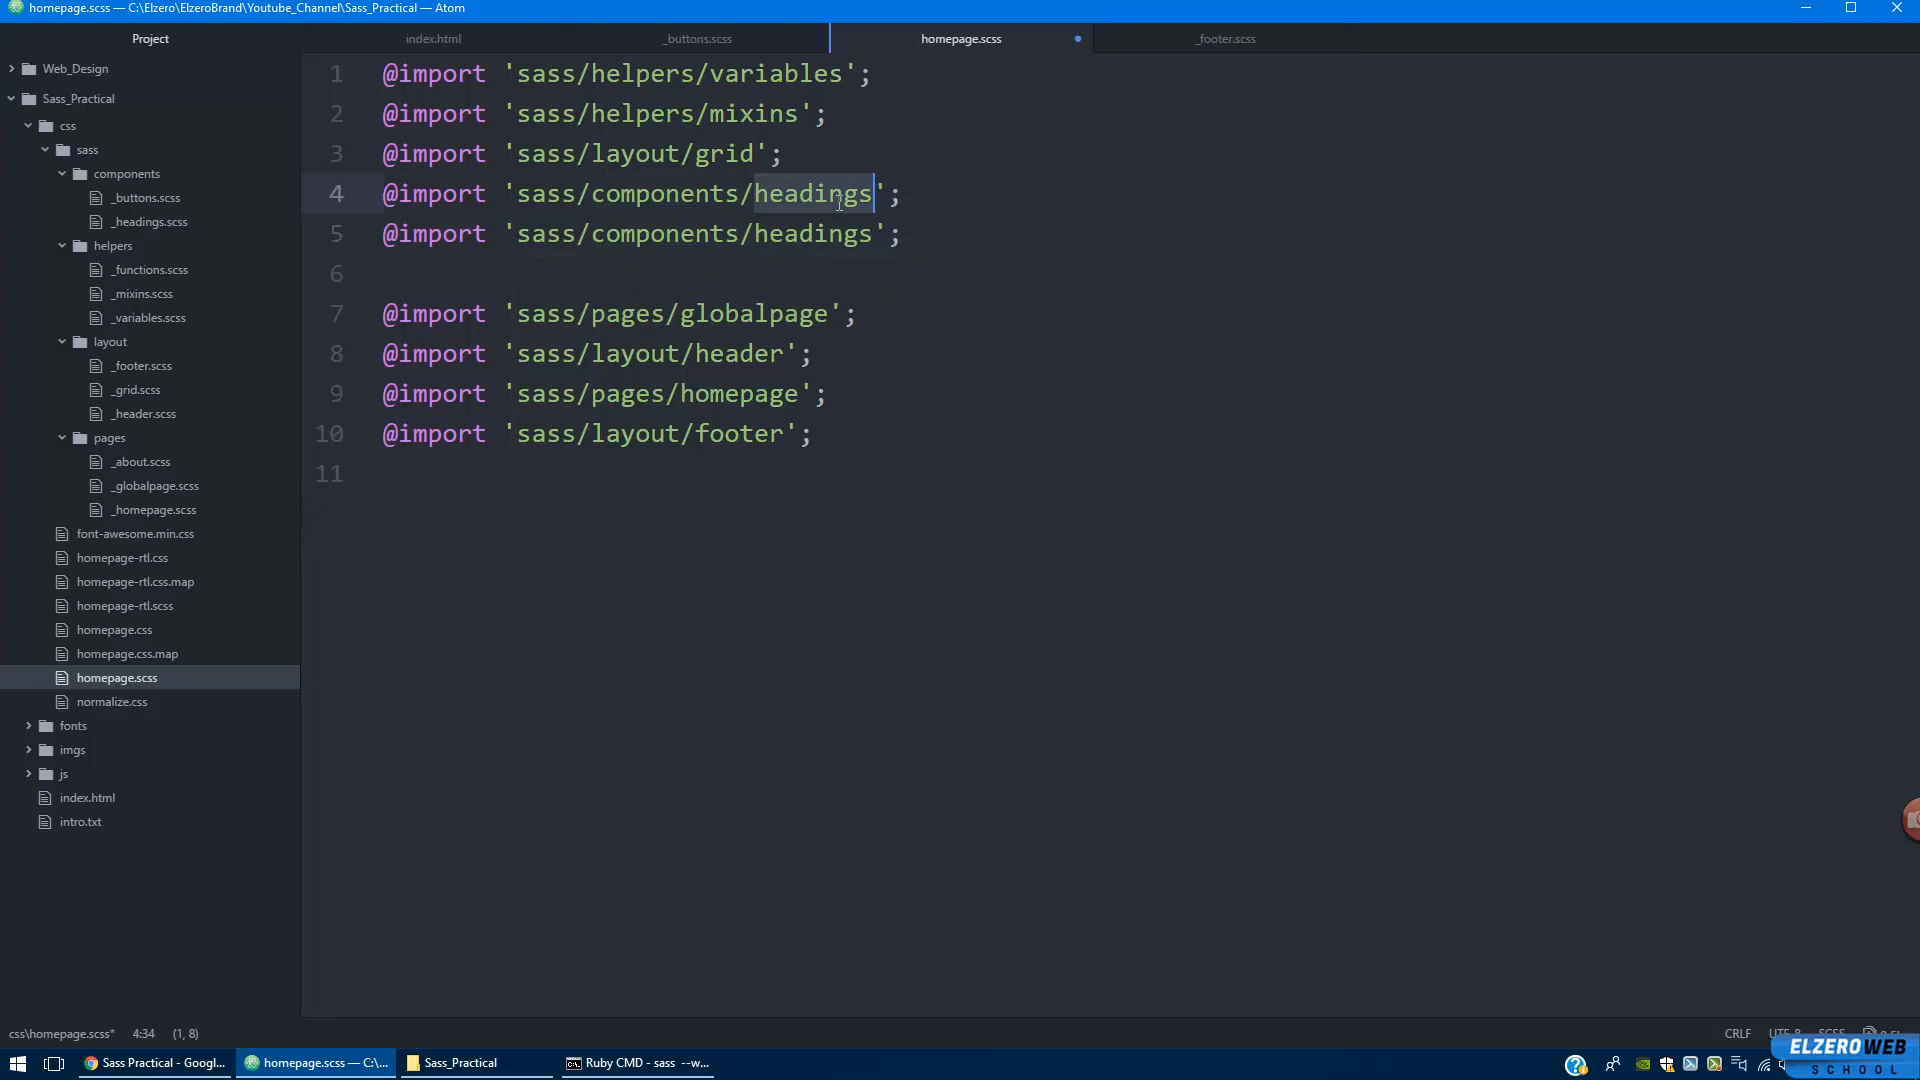 homepage.scss — C:\Elzero\ElzeroBrand\Youtube_Channel\Sass_Practical — Atom
Project
index.html
_buttons.scss
homepage.scss
_footer.scss
Web_Design
Sass_Practical
css
sass
components
_buttons.scss
_headings.scss
helpers
_functions.scss
_mixins.scss
_variables.scss
layout
_footer.scss
_grid.scss
_header.scss
pages
_about.scss
_globalpage.scss
_homepage.scss
font-awesome.min.css
homepage-rtl.css
homepage-rtl.css.map
homepage-rtl.scss
homepage.css
homepage.css.map
homepage.scss
normalize.css
fonts
imgs
js
index.html
intro.txt
1 @import 'sass/helpers/variables';
2 @import 'sass/helpers/mixins';
3 @import 'sass/layout/grid';
4 @import 'sass/components/headings';
5 @import 'sass/components/headings';
6
7 @import 'sass/pages/globalpage';
8 @import 'sass/layout/header';
9 @import 'sass/pages/homepage';
10 @import 'sass/layout/footer';
11
css\homepage.scss* 4:34 (1, 8)
CRLF UTF-8 SCSS
Sass Practical - Googl...
homepage.scss — C:\...
Sass_Practical
Ruby CMD - sass --w...
ELZEROWEB
SCHOOL